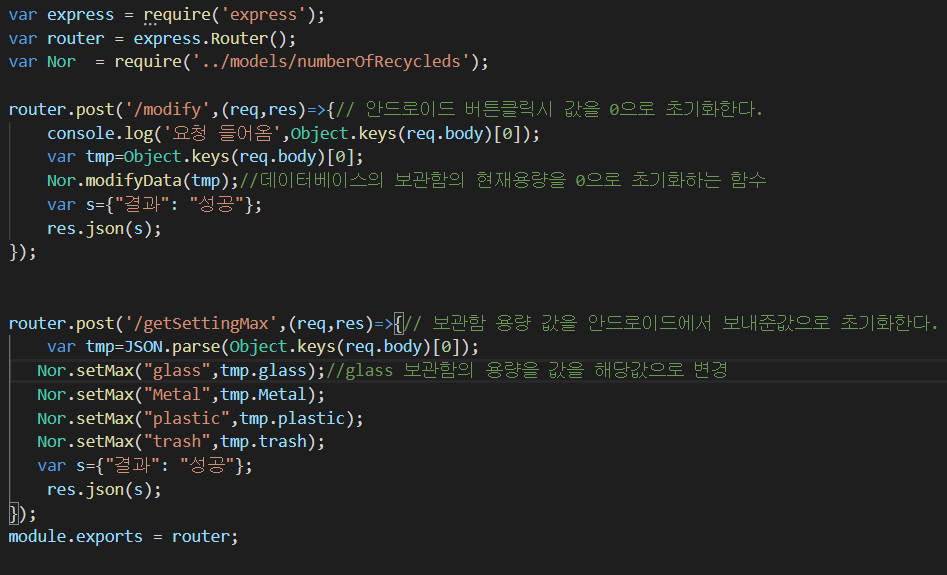 var express = require('express');
var router = express.Router();
var Nor  = require('../models/numberOfRecycleds');
router.post('/modify',(req,res)=>{// 안드로이드 버튼클릭시 값을 0으로 초기화한다.
    console.log('요청 들어옴',Object.keys(req.body)[0]);
    var tmp=Object.keys(req.body)[0];
    Nor.modifyData(tmp);//데이터베이스의 보관함의 현재용량을 0으로 초기화하는 함수
    var s={"결과": "성공"};
    res.json(s);
});
router.post('/getSettingMax',(req,res)=>{// 보관함 용량 값을 안드로이드에서 보내준값으로 초기화한다.
    var tmp=JSON.parse(Object.keys(req.body)[0]);
   Nor.setMax("glass",tmp.glass);//glass 보관함의 용량을 값을 해당값으로 변경
   Nor.setMax("Metal",tmp.Metal);
   Nor.setMax("plastic",tmp.plastic);
   Nor.setMax("trash",tmp.trash);
   var s={"결과": "성공"};
    res.json(s);
});
module.exports = router;